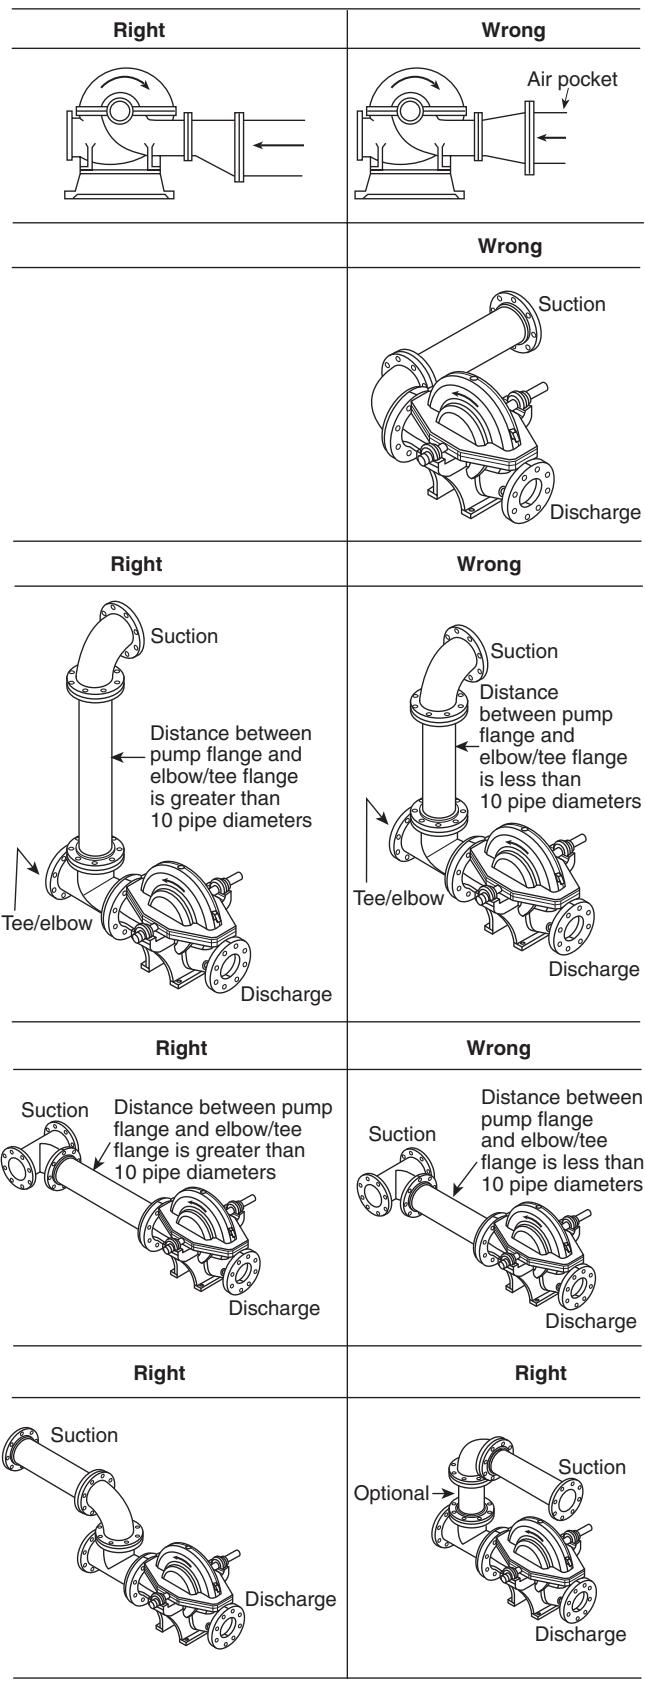 Right
Wrong
Air pocket
Wrong
Suction
Discharge
Right
Wrong
Suction
Distance between
pump flange and
elbow/tee flange
is greater than
10 pipe diameters
Tee/elbow
Discharge
Suction
Distance
between pump
flange and
elbow/tee flange
is less than
10 pipe diameters
Tee/elbow
Discharge
Right
Wrong
Suction
Distance between pump
flange and elbow/tee
flange is greater than
10 pipe diameters
Discharge
Suction
Distance between
pump flange
and elbow/tee
flange is less than
10 pipe diameters
Discharge
Right
Right
Suction
Discharge
Optional
Suction
Discharge